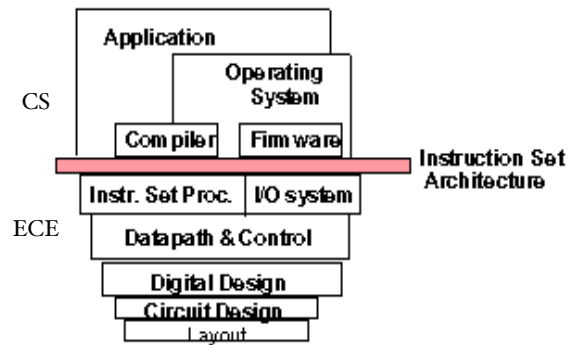 Application
Operating
System
CS
Compiler
Firmware
Instruction Set
Architecture
Instr. Set Proc.
I/O system
ECE
Datapath & Control
Digital Design
Circuit Design
Layout